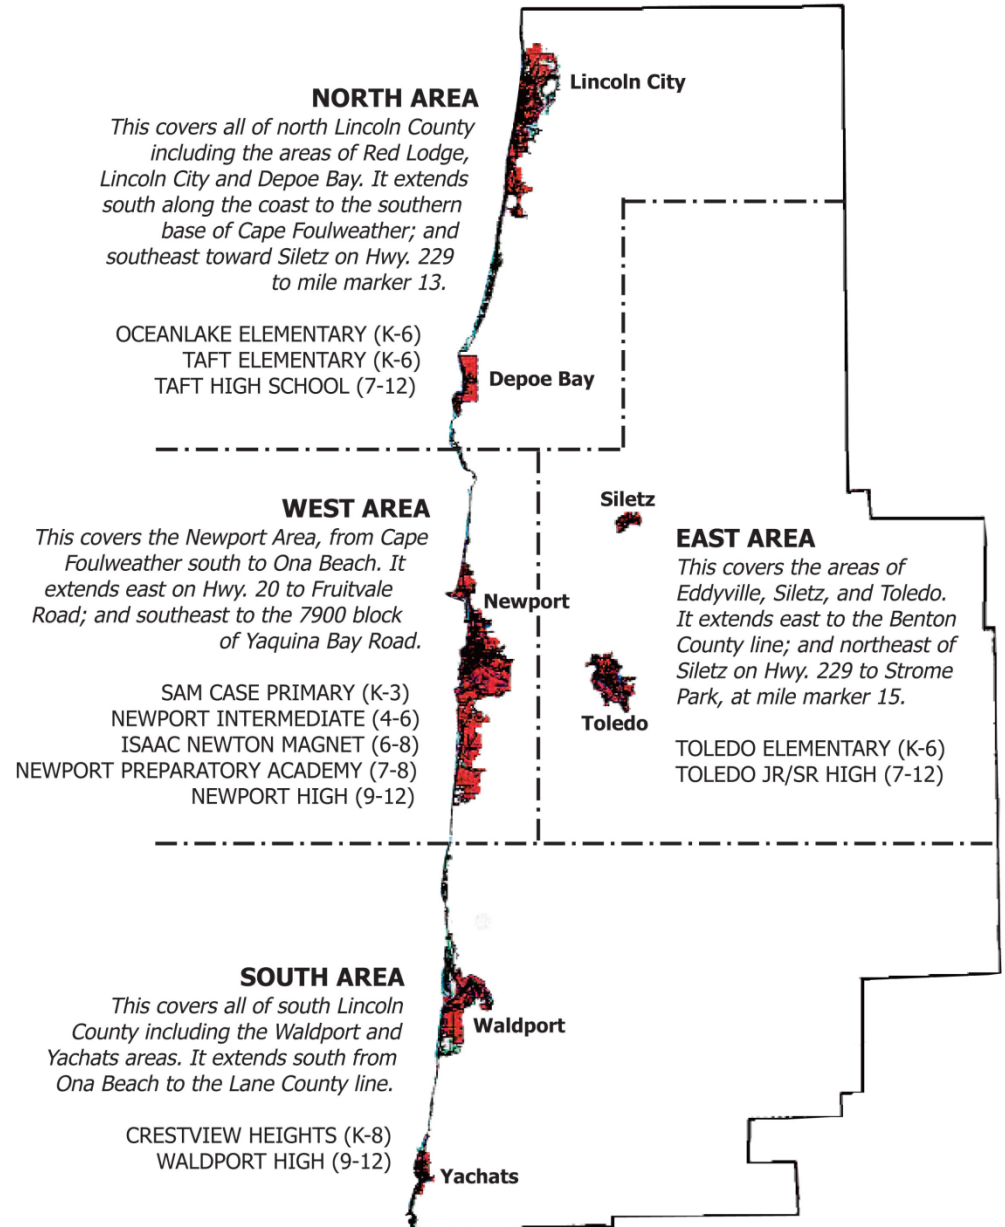 Lincoln City
NORTH AREA
This covers all of north Lincoln County
including the areas of Red Lodge,
Lincoln City and Depoe Bay. It extends
south along the coast to the southern
base of Cape Foulweather; and
southeast toward Siletz on Hwy. 229
to mile marker 13.
OCEANLAKE ELEMENTARY (K-6)
TAFT ELEMENTARY (K-6)
TAFT HIGH SCHOOL (7-12)
Depoe Bay
WEST AREA
This covers the Newport Area, from Cape
Foulweather south to Ona Beach. It
extends east on Hwy. 20 to Fruitvale
Road; and southeast to the 7900 block
of Yaquina Bay Road.
SAM CASE PRIMARY (K-3)
NEWPORT INTERMEDIATE (4-6)
ISAAC NEWTON MAGNET (6-8)
NEWPORT PREPARATORY ACADEMY (7-8)
NEWPORT HIGH (9-12)
Newport
Siletz
EAST AREA
This covers the areas of
Eddyville, Siletz, and Toledo.
It extends east to the Benton
County line; and northeast of
Siletz on Hwy. 229 to Strome
Park, at mile marker 15.
TOLEDO ELEMENTARY (K-6)
TOLEDO JR/SR HIGH (7-12)
Toledo
SOUTH AREA
This covers all of south Lincoln
County including the Waldport and
Yachats areas. It extends south from
Ona Beach to the Lane County line.
CRESTVIEW HEIGHTS (K-8)
WALDPORT HIGH (9-12)
Waldport
Yachats